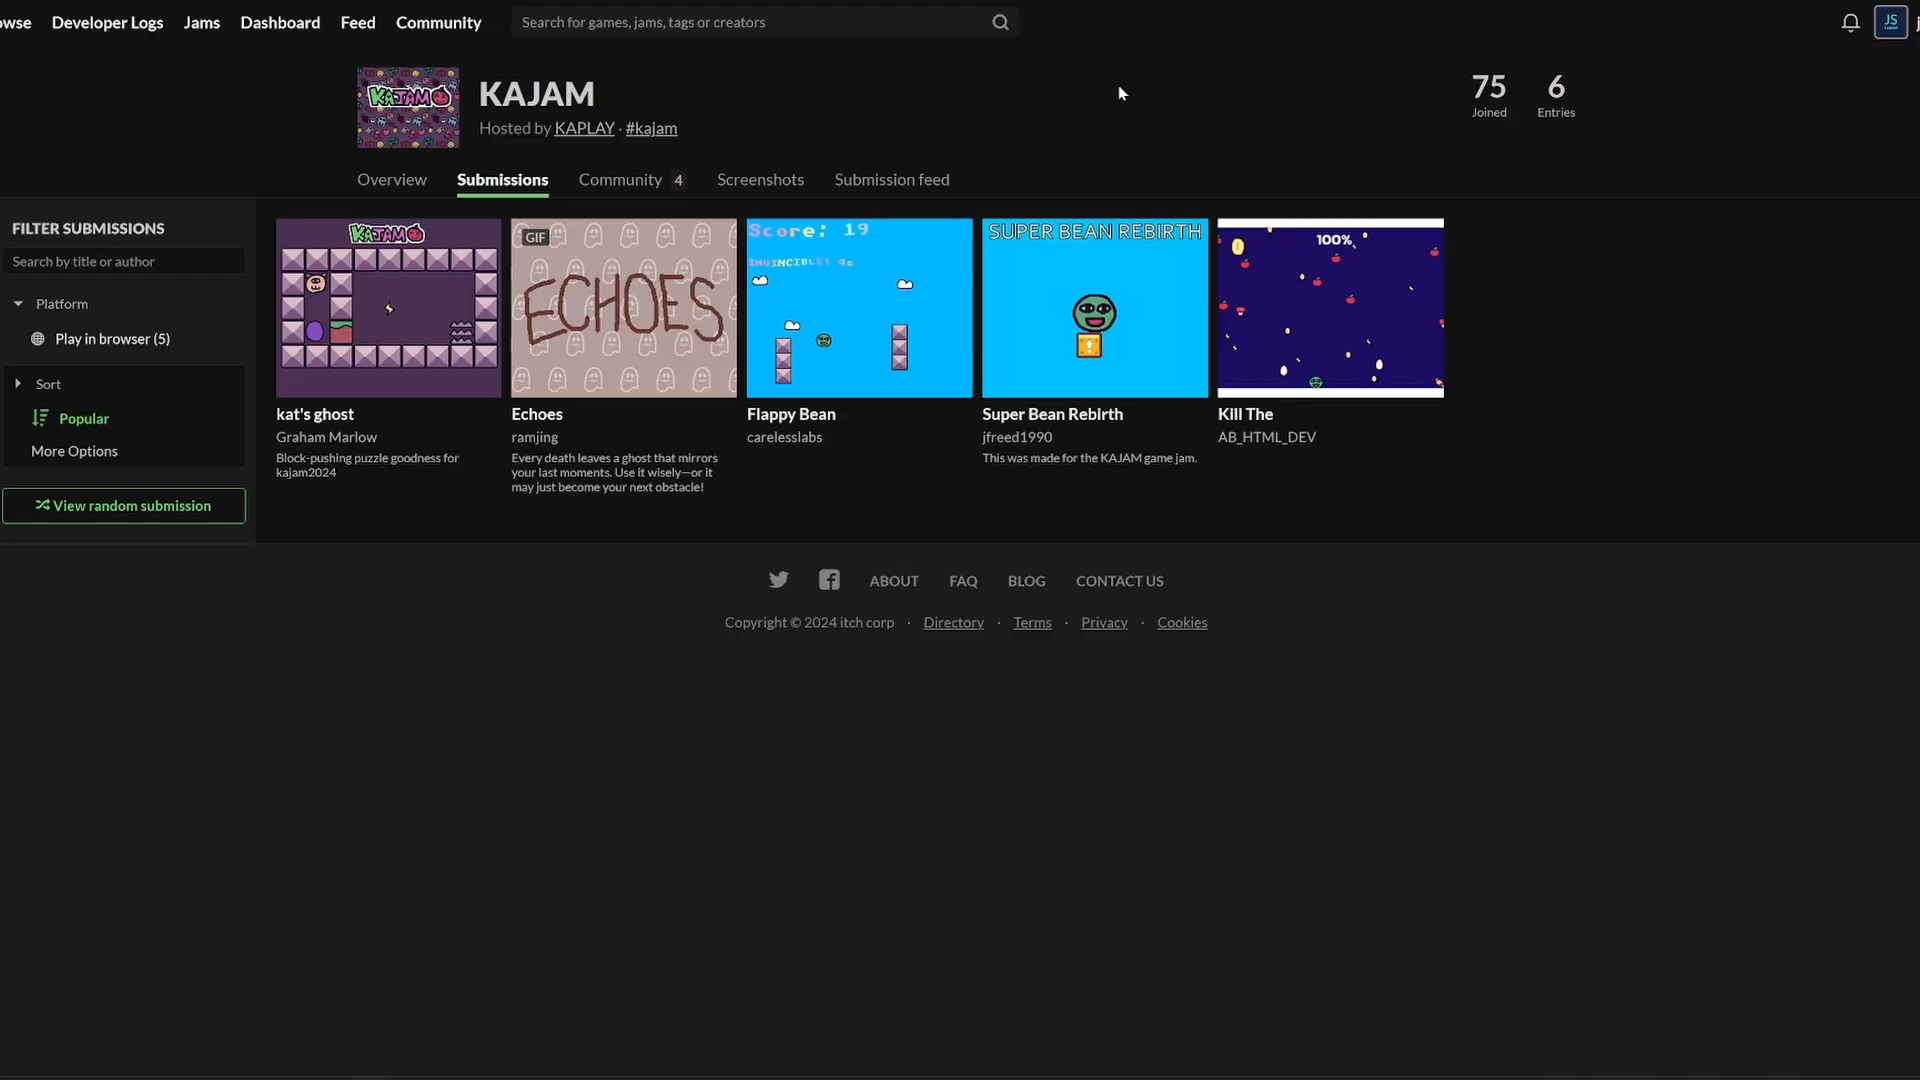 owse Developer Logs Jams Dashboard Feed Community Search for games, jams, tags or creators JS
KAJAM
KAJAM
Hosted by KAPLAY · #kajam
75
Joined
6
Entries
Overview Submissions Community 4 Screenshots Submission feed
FILTER SUBMISSIONS
Search by title or author
Platform
Play in browser (5)
Sort
Popular
More Options
View random submission
KAJAM
kat's ghost
Graham Marlow
Block-pushing puzzle goodness for
kajam2024
GIF
ECHOES
Echoes
ramjing
Every death leaves a ghost that mirrors
your last moments. Use it wisely—or it
may just become your next obstacle!
Score: 19
INVINCIBLE! 4s
Flappy Bean
carelesslabs
SUPER BEAN REBIRTH
Super Bean Rebirth
jfreed1990
This was made for the KAJAM game jam.
100%
Kill The
AB_HTML_DEV
ABOUT FAQ BLOG CONTACT US
Copyright © 2024 itch corp · Directory · Terms · Privacy · Cookies